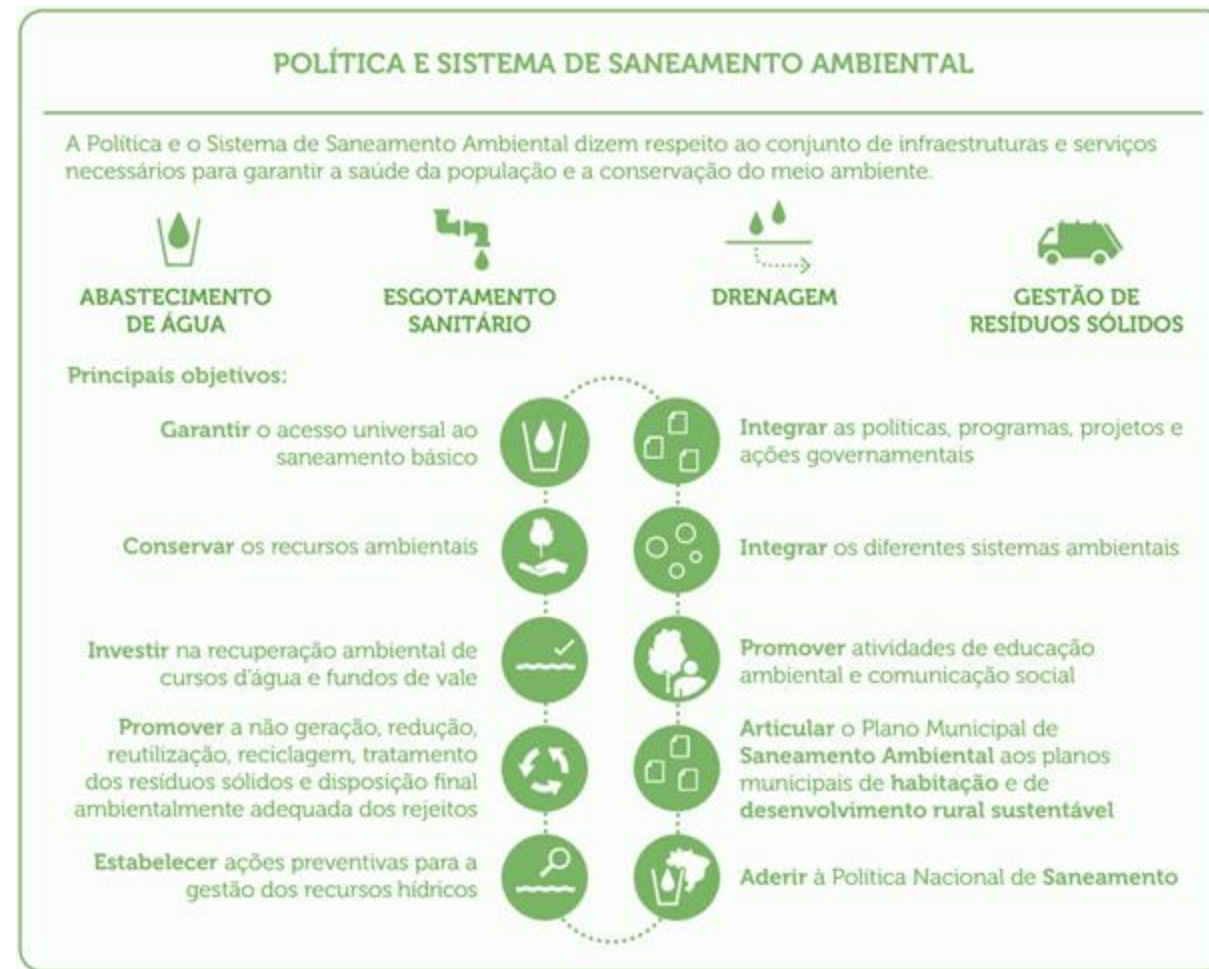 POLÍTICA E SISTEMA DE SANEAMENTO AMBIENTAL
A Política e o Sistema de Saneamento Ambiental dizem respeito ao conjunto de infraestruturas e serviços
necessários para garantir a saúde da população e a conservação do meio ambiente.
ABASTECIMENTO
DE ÁGUA
ESGOTAMENTO
SANITÁRIO
DRENAGEM
GESTÃO DE
RESÍDUOS SÓLIDOS
Principais objetivos:
Garantir o acesso universal ao
saneamento básico
Conservar os recursos ambientais
Investir na recuperação ambiental de
cursos d'água e fundos de vale
Promover a não geração, redução,
reutilização, reciclagem, tratamento
dos resíduos sólidos e disposição final
ambientalmente adequada dos rejeitos
Estabelecer ações preventivas para a
gestão dos recursos hídricos
Integrar as políticas, programas, projetos e
ações governamentais
Integrar os diferentes sistemas ambientais
Promover atividades de educação
ambiental e comunicação social
Articular o Plano Municipal de
Saneamento Ambiental aos planos
municipais de habitação e de
desenvolvimento rural sustentável
Aderir à Política Nacional de Saneamento